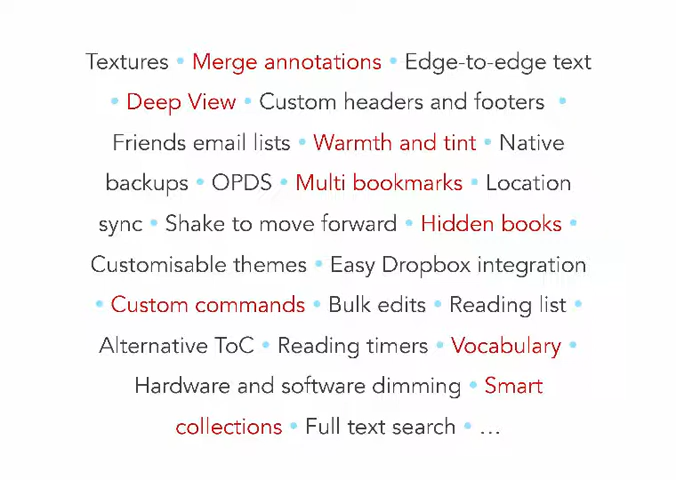 Textures • Merge annotations • Edge-to-edge text
• Deep View • Custom headers and footers •
Friends email lists • Warmth and tint • Native
backups • OPDS • Multi bookmarks • Location
sync • Shake to move forward • Hidden books •
Customisable themes • Easy Dropbox integration
• Custom commands • Bulk edits • Reading list •
Alternative ToC • Reading timers • Vocabulary •
Hardware and software dimming • Smart
collections • Full text search • …